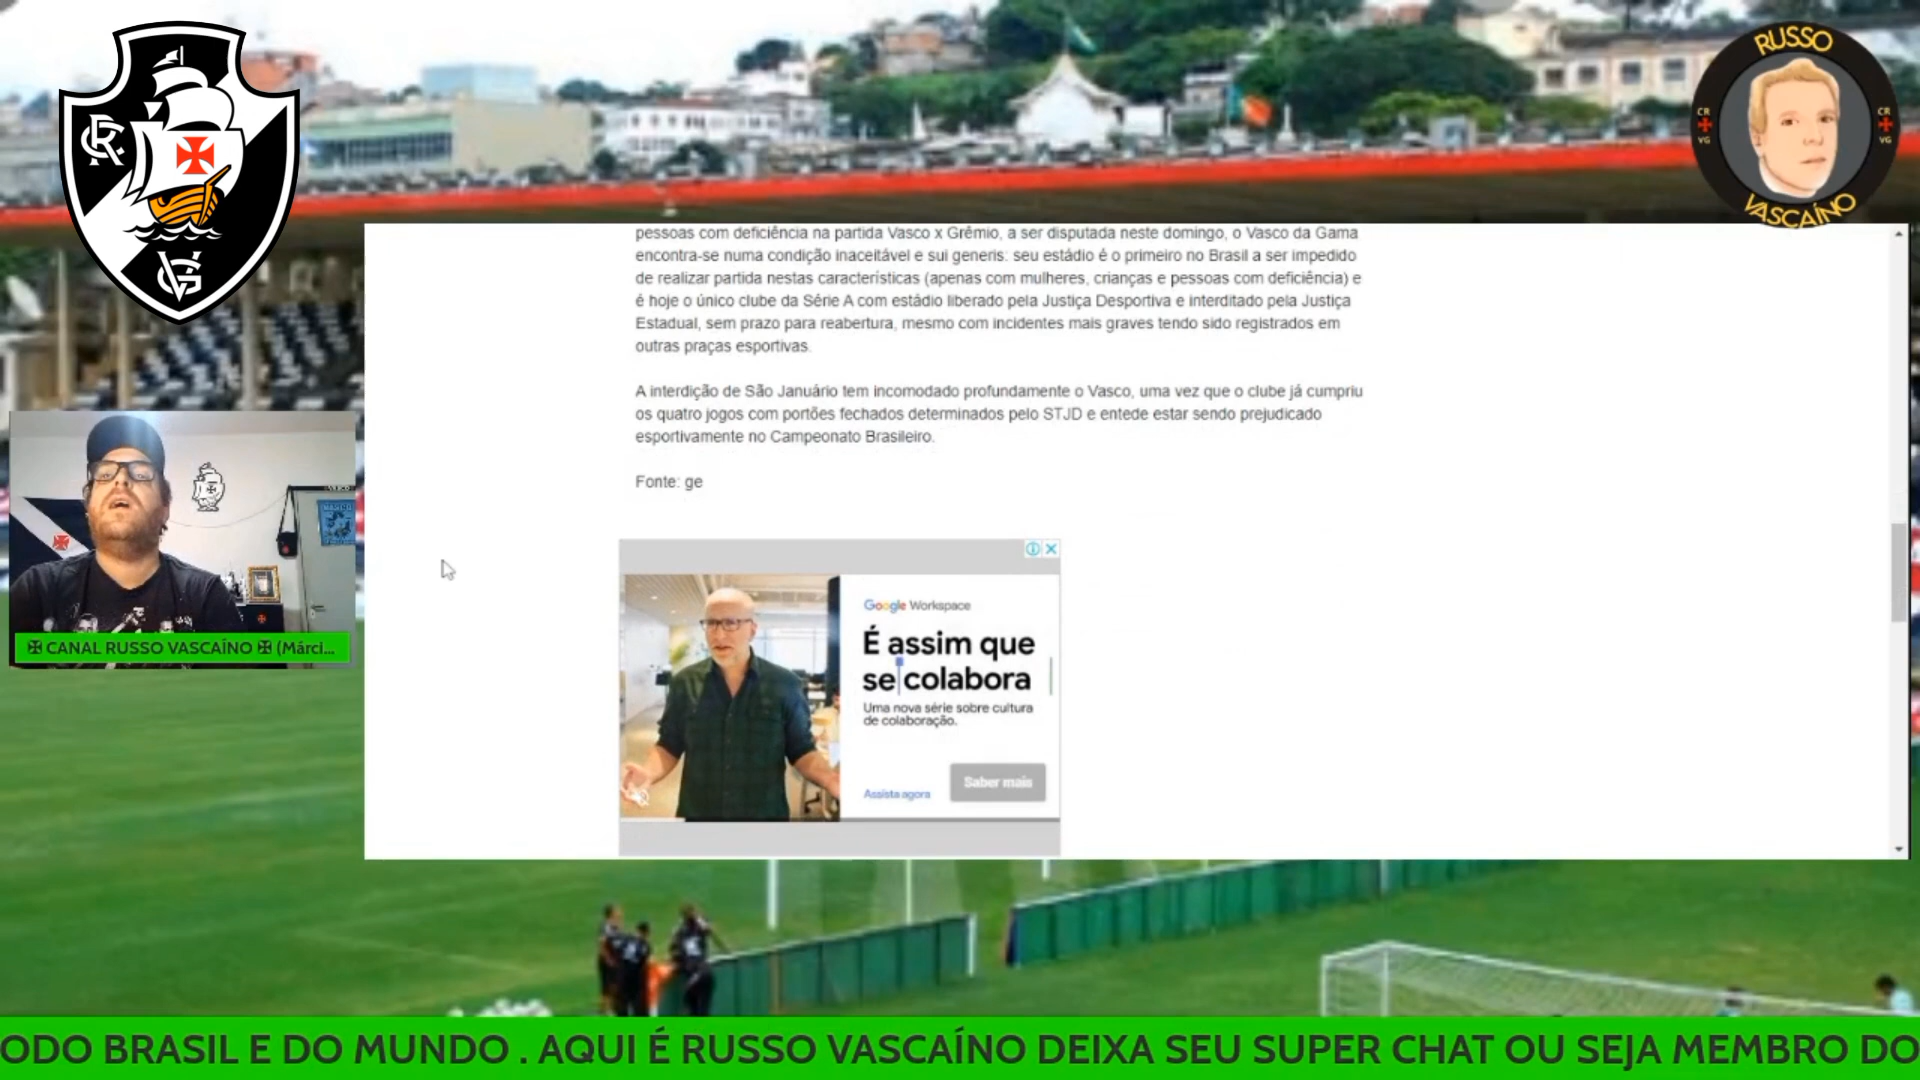 RUSSO
CR
VG
CR
VG
VASCAÍNO
pessoas com deficiência na partida Vasco x Grêmio, a ser disputada neste domingo, o Vasco da Gama
encontra-se numa condição inaceitável e sui generis: seu estádio é o primeiro no Brasil a ser impedido
de realizar partida nestas características (apenas com mulheres, crianças e pessoas com deficiência) e
é hoje o único clube da Série A com estádio liberado pela Justiça Desportiva e interditado pela Justiça
Estadual, sem prazo para reabertura, mesmo com incidentes mais graves tendo sido registrados em
outras praças esportivas.
A interdição de São Januário tem incomodado profundamente o Vasco, uma vez que o clube já cumpriu
os quatro jogos com portões fechados determinados pelo STJD e entede estar sendo prejudicado
esportivamente no Campeonato Brasileiro.
Fonte: ge
Google Workspace
É assim que
se colabora
Uma nova série sobre cultura
de colaboração.
Assista agora
Saber mais
✠ CANAL RUSSO VASCAÍNO ✠ (Márci...
ODO BRASIL E DO MUNDO . AQUI É RUSSO VASCAÍNO DEIXA SEU SUPER CHAT OU SEJA MEMBRO DO